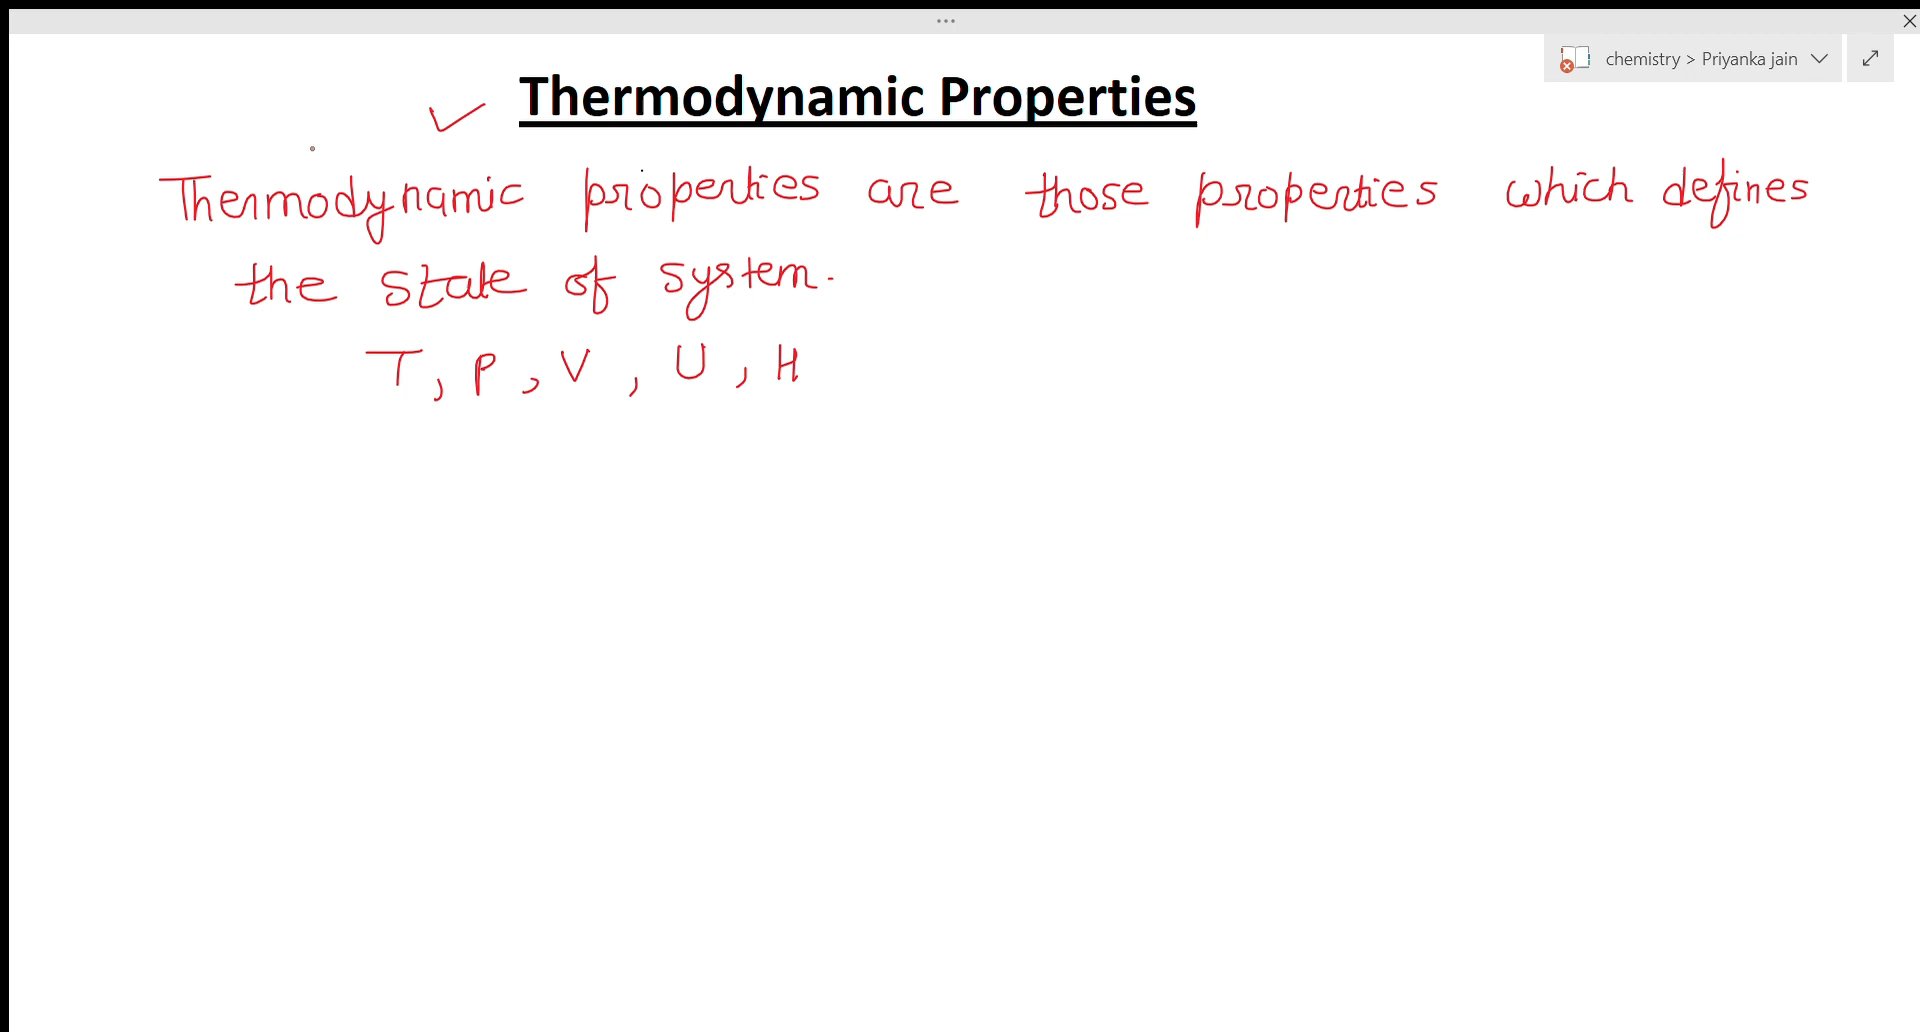 chemistry > Priyanka jain
Thermodynamic Properties
Thermodynamic properties are those properties which defines
the state of system.
T, P, V, U, H